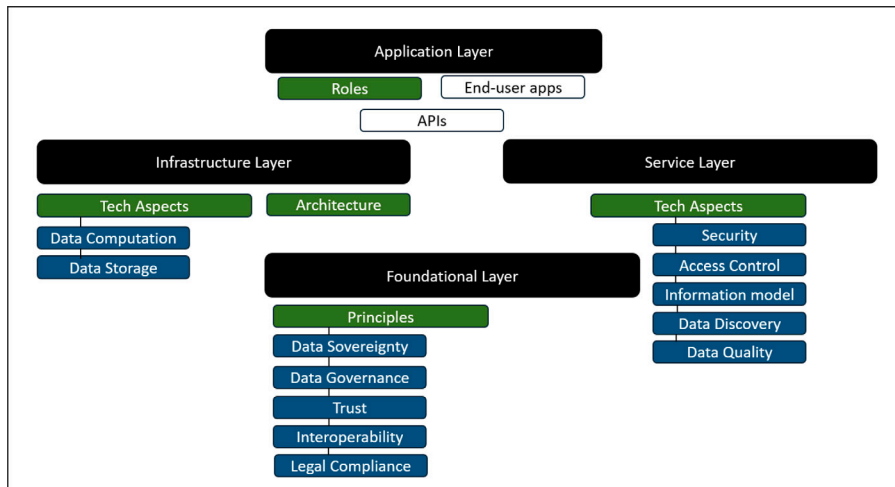 Application Layer
Roles
End-user apps
APIs
Infrastructure Layer
Tech Aspects
Architecture
Data Computation
Data Storage
Service Layer
Tech Aspects
Security
Access Control
Information model
Data Discovery
Data Quality
Foundational Layer
Principles
Data Sovereignty
Data Governance
Trust
Interoperability
Legal Compliance